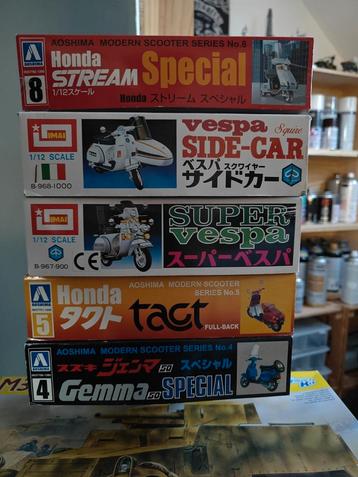 AOSHIMA MODERN SCOOTER SERIES No.8
Honda
STREAM
Special
1/12スケール
Honda ストリーム スペシャル
8
IMAI
1/12 SCALE
B-968-1000
vespa Squire
SIDE-CAR
ベスパ スクワイヤー
サイドカー
IMAI
1/12 SCALE
B-967-900
CE
SUPER
vespa
スーパーベスパ
AOSHIMA MODERN SCOOTER
SERIES No.5
Honda
タクト
tact
FULL-BACK
5
AOSHIMA MODERN SCOOTER SERIES No.4
スズキ ジェンマ50 スペシャル
Gemma50 SPECIAL
4